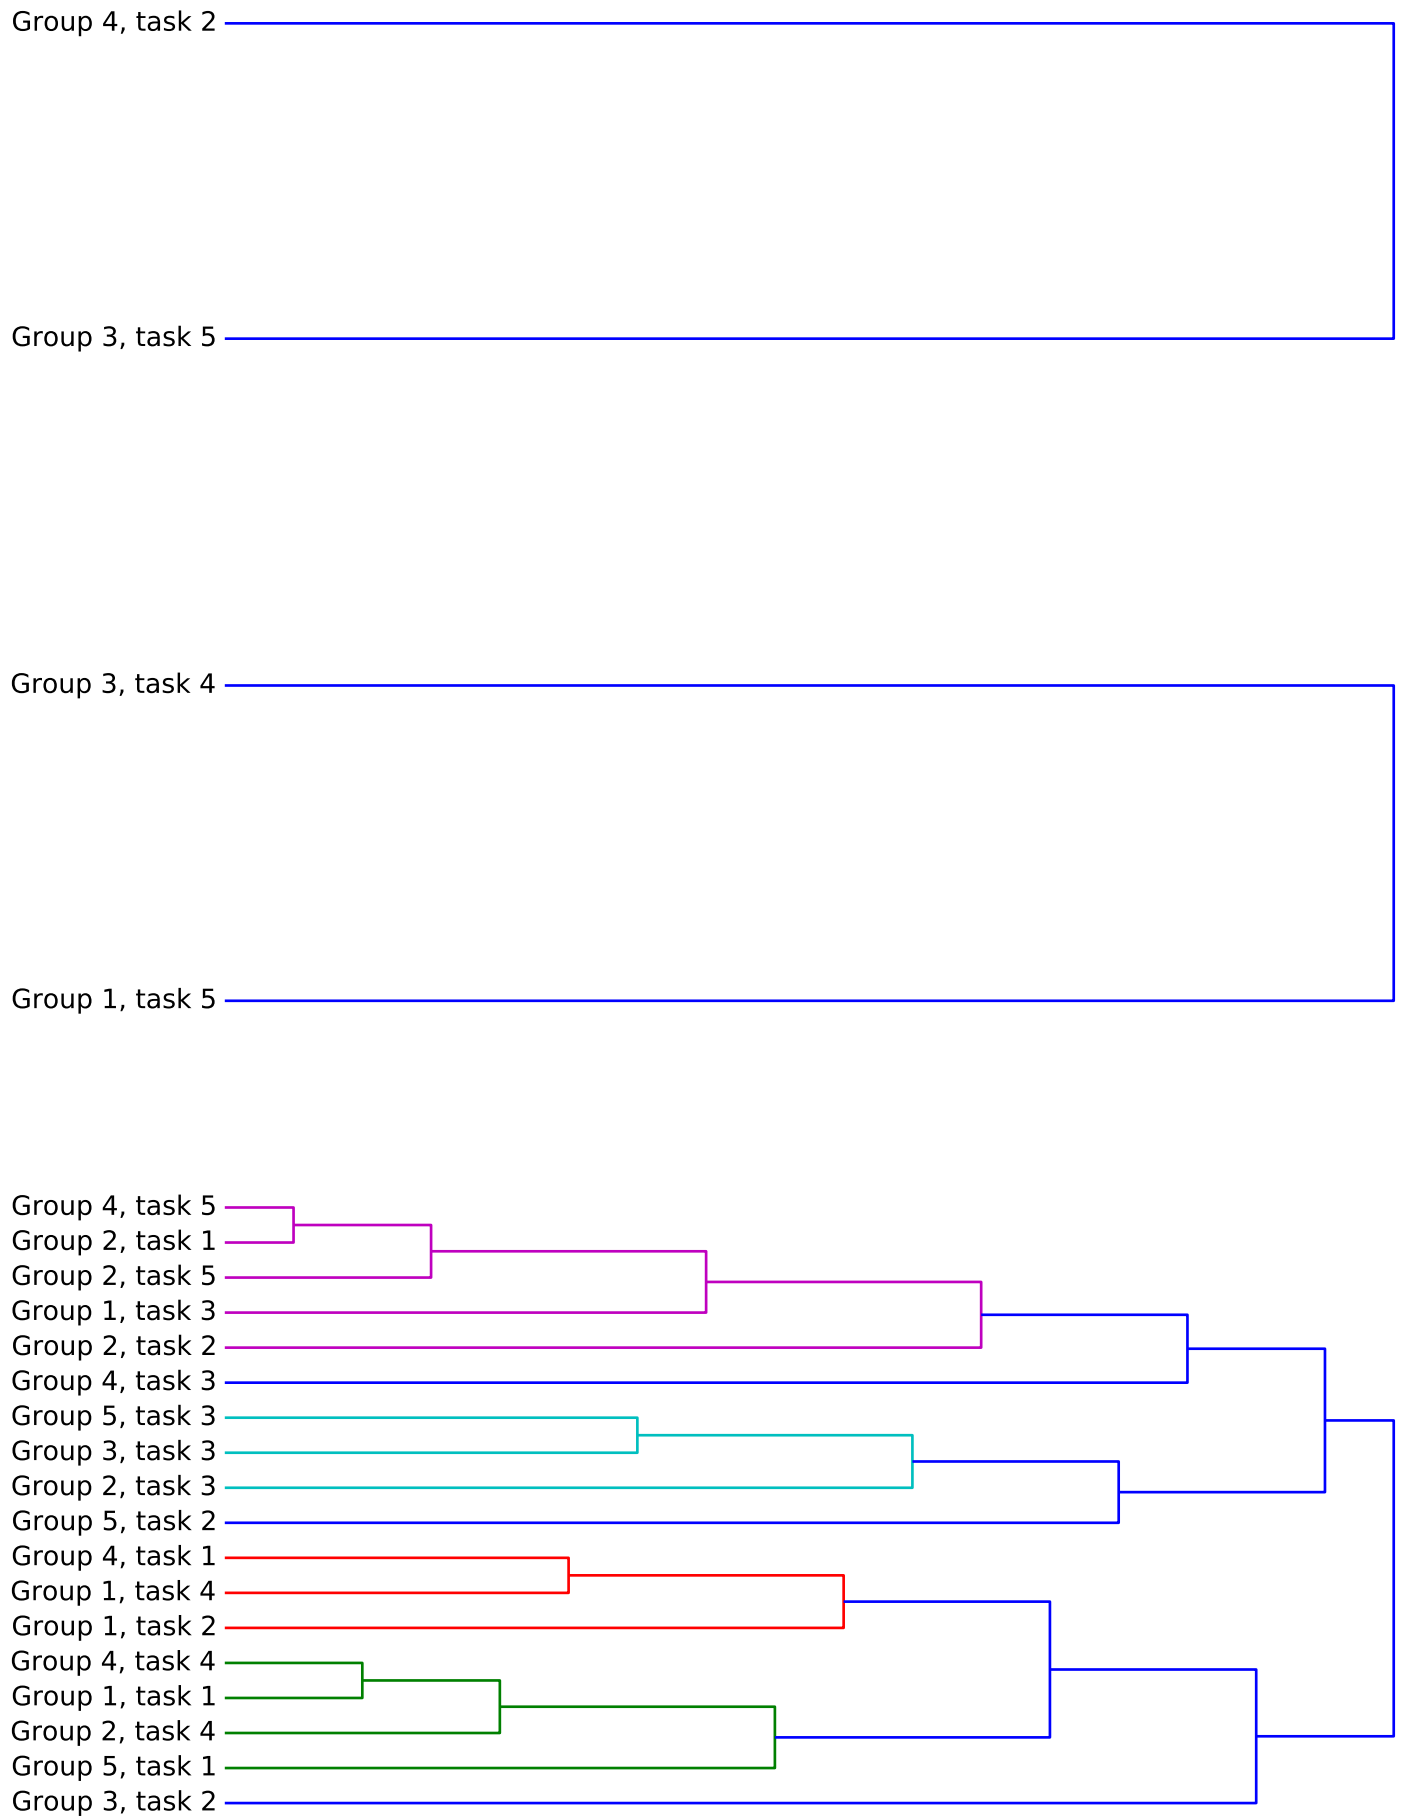 Group 4, task 2
Group 3, task 5
Group 3, task 4
Group 1, task 5
Group 4, task 5
Group 2, task 1
Group 2, task 5
Group 1, task 3
Group 2, task 2
Group 4, task 3
Group 5, task 3
Group 3, task 3
Group 2, task 3
Group 5, task 2
Group 4, task 1
Group 1, task 4
Group 1, task 2
Group 4, task 4
Group 1, task 1
Group 2, task 4
Group 5, task 1
Group 3, task 2